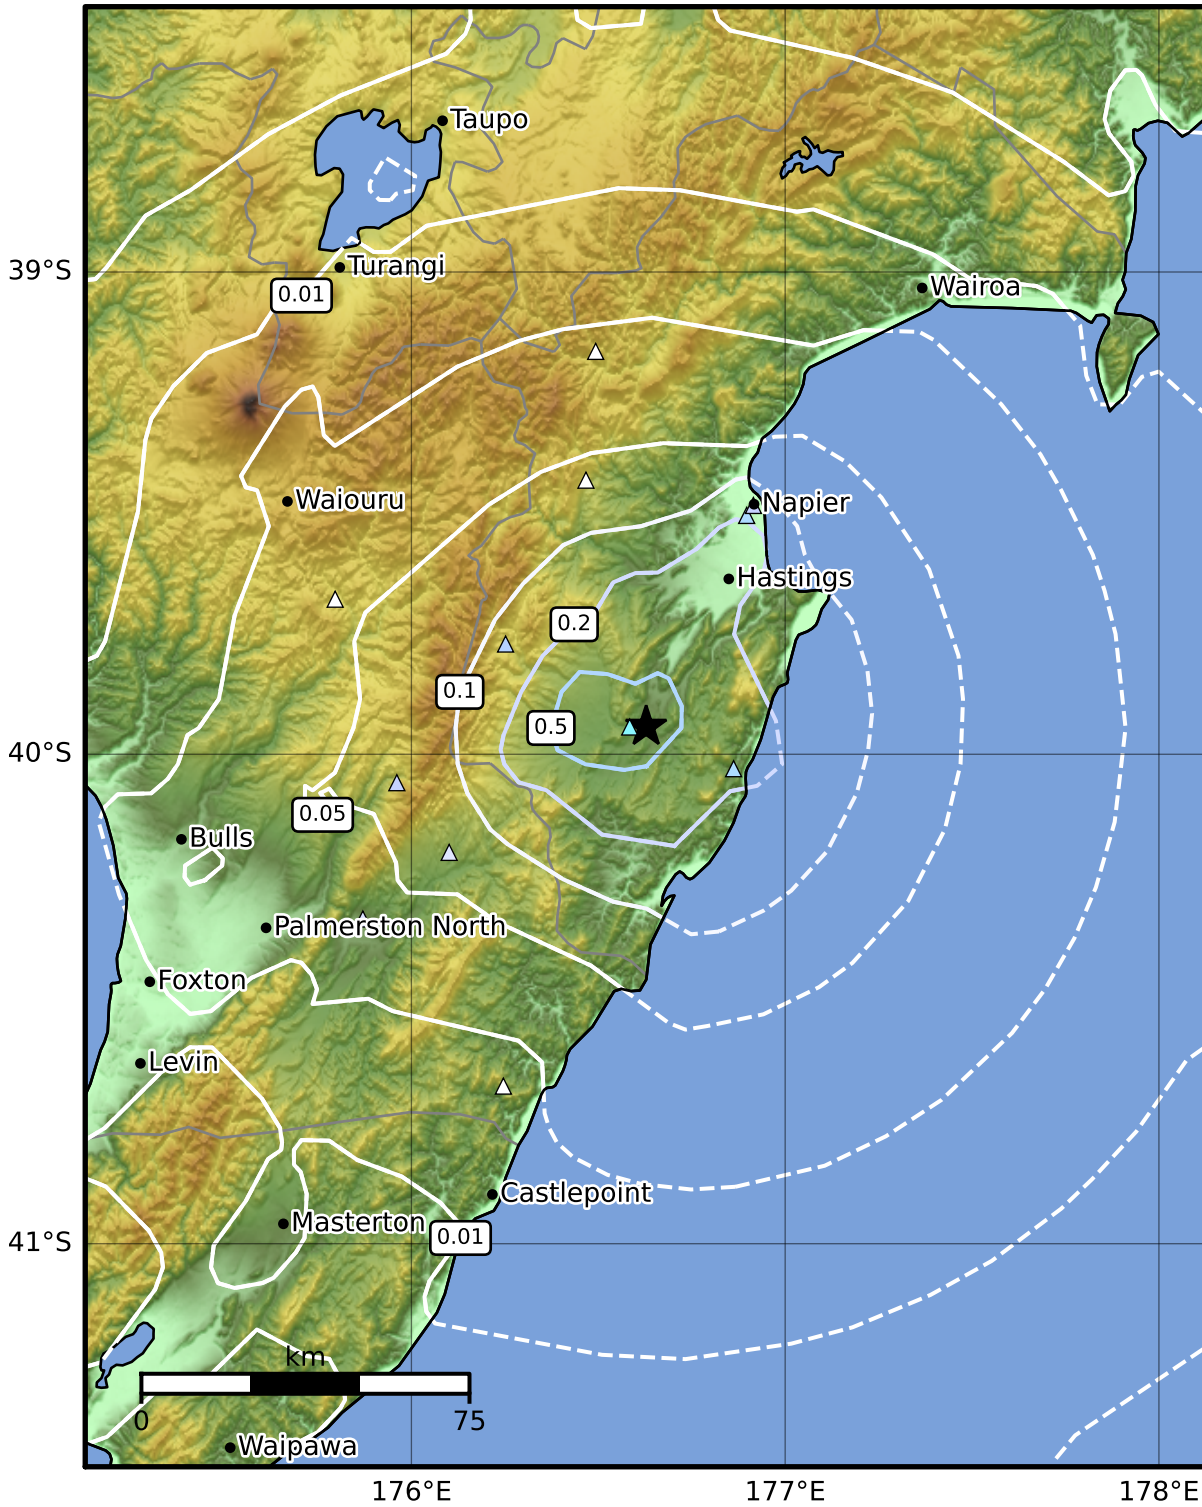 Taupo
39°S
Turangi
0.01
Wairoa
Waiouru
Napier
Hastings
0.2
0.1
0.5
40°S
0.05
Bulls
Palmerston North
Foxton
Levin
Castlepoint
Masterton
0.01
41°S
km
0 75
Waipawa
176°E 177°E 178°E